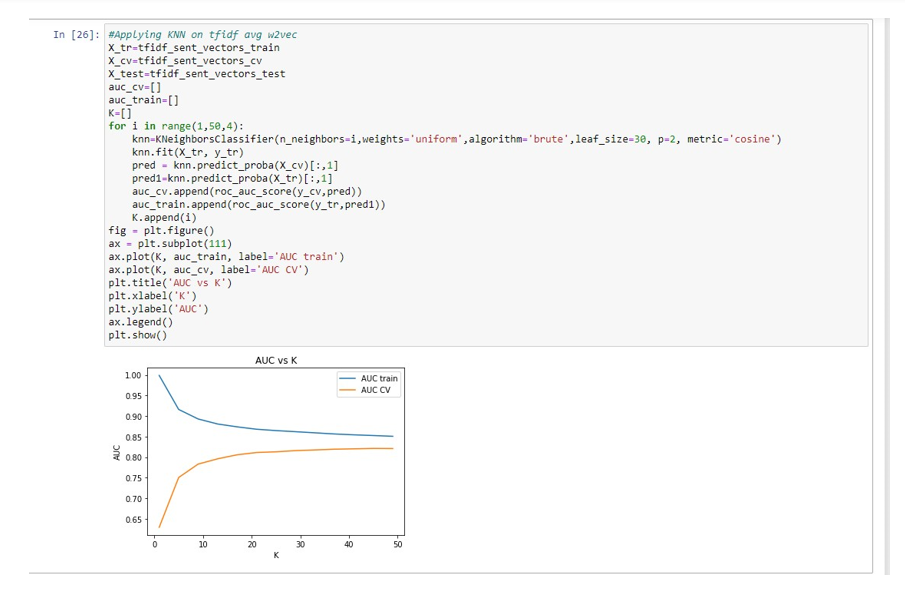 In [26]: #Applying KNN on tfidf avg w2vec
X_tr=tfidf_sent_vectors_train
X_cv=tfidf_sent_vectors_cv
X_test=tfidf_sent_vectors_test
auc_cv=[]
auc_train=[]
K=[]
for i in range(1,50,4):
    knn=KNeighborsClassifier(n_neighbors=i,weights='uniform',algorithm='brute',leaf_size=30, p=2, metric='cosine')
    knn.fit(X_tr, y_tr)
    pred = knn.predict_proba(X_cv)[:,1]
    pred1=knn.predict_proba(X_tr)[:,1]
    auc_cv.append(roc_auc_score(y_cv,pred))
    auc_train.append(roc_auc_score(y_tr,pred1))
    K.append(i)
fig = plt.figure()
ax = plt.subplot(111)
ax.plot(K, auc_train, label='AUC train')
ax.plot(K, auc_cv, label='AUC CV')
plt.title('AUC vs K')
plt.xlabel('K')
plt.ylabel('AUC')
ax.legend()
plt.show()
AUC vs K
AUC train
AUC CV
1.00
0.95
0.90
0.85
0.80
0.75
0.70
0.65
AUC
0 10 20 30 40 50
K